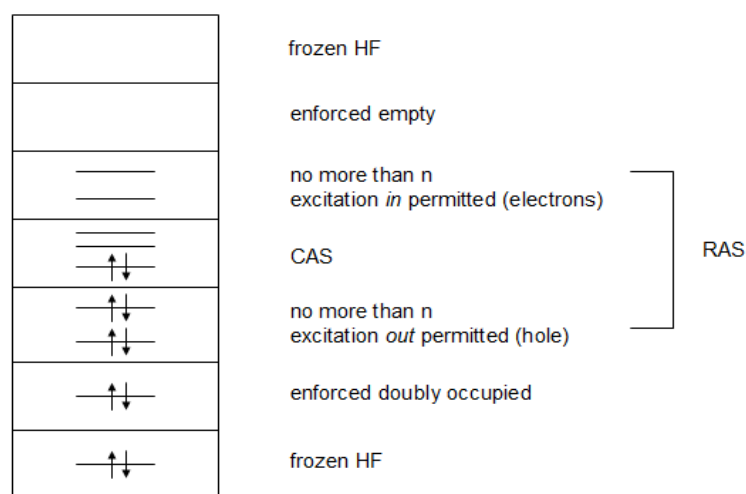 frozen HF
enforced empty
no more than n
excitation in permitted (electrons)
RAS
CAS
no more than n
excitation out permitted (hole)
enforced doubly occupied
frozen HF